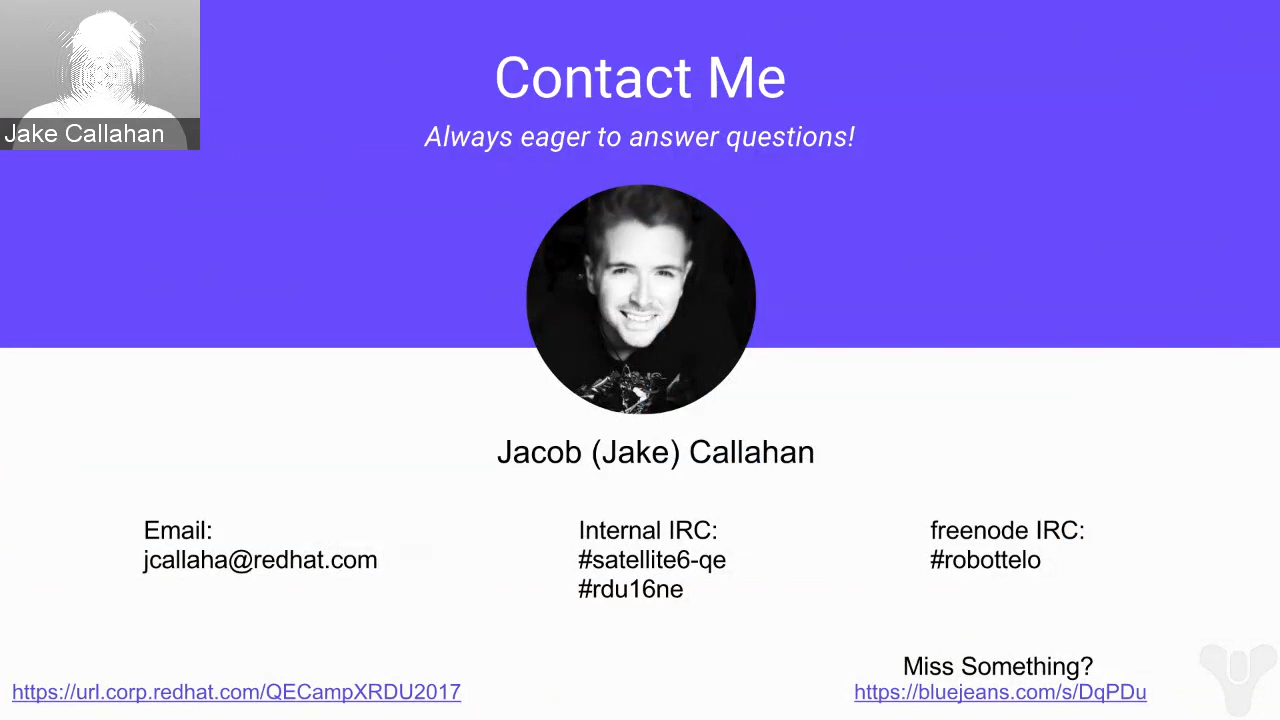 Jake Callahan
Contact Me
Always eager to answer questions!
Jacob (Jake) Callahan
Email:
jcallaha@redhat.com
Internal IRC:
#satellite6-qe
#rdu16ne
freenode IRC:
#robottelo
Miss Something?
https://url.corp.redhat.com/QECampXRDU2017
https://bluejeans.com/s/DqPDu